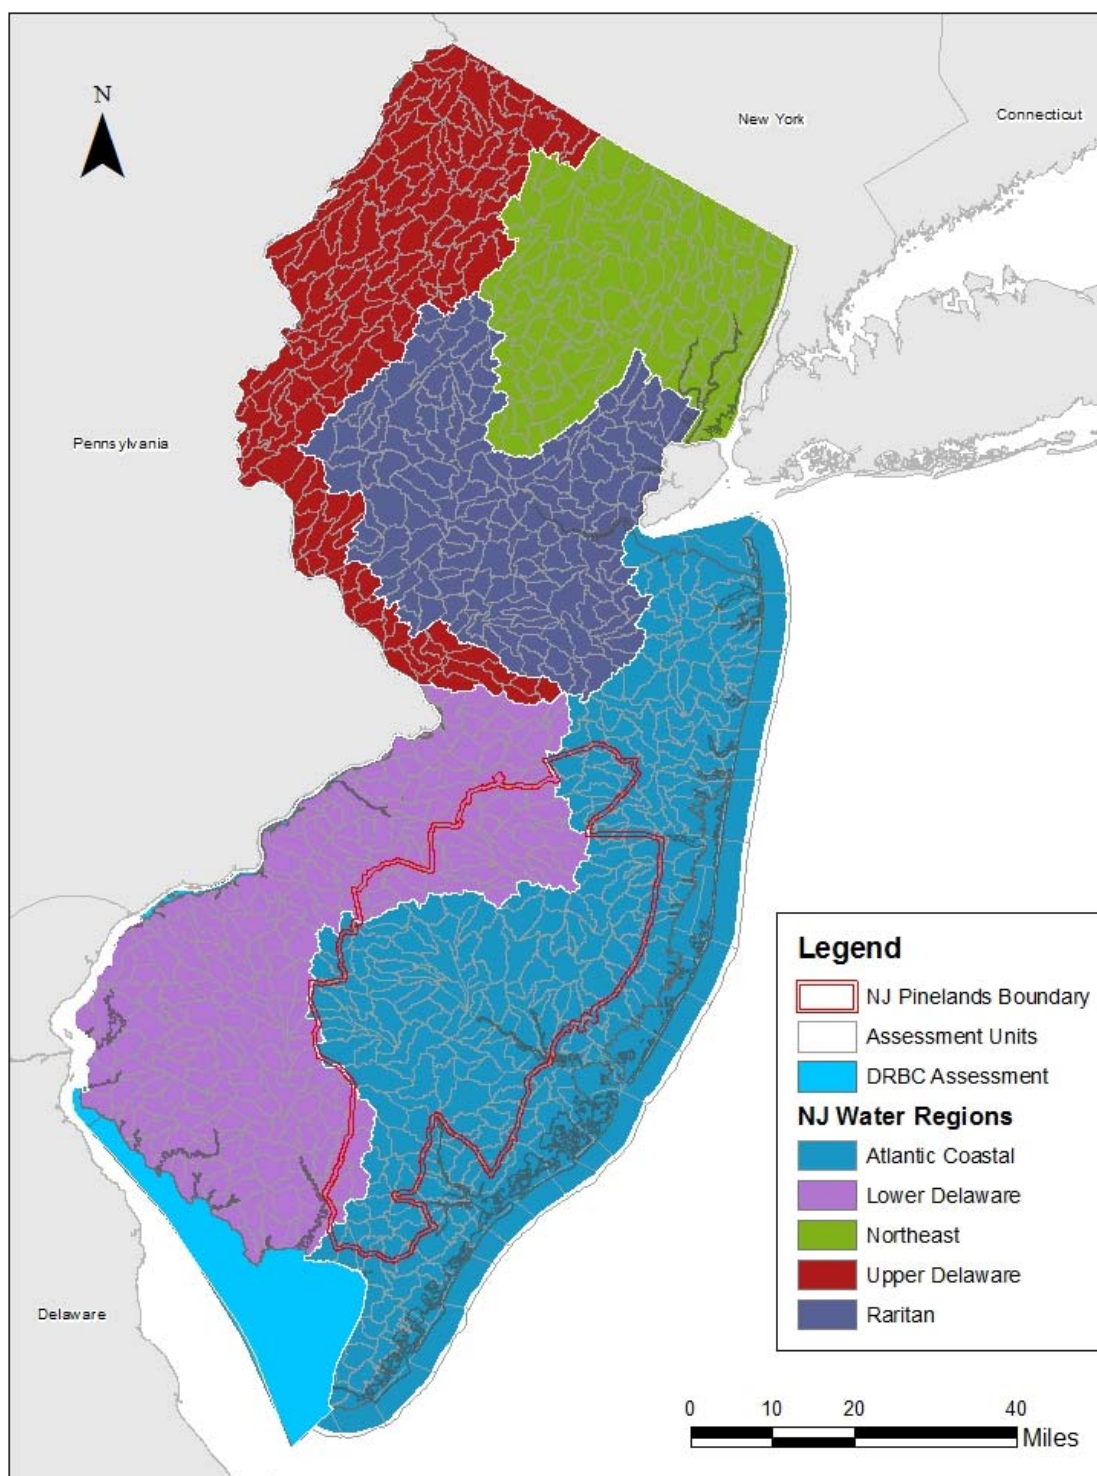 N
New York
Connecticut
Pennsylvania
Delaware
Legend
NJ Pinelands Boundary
Assessment Units
DRBC Assessment
NJ Water Regions
Atlantic Coastal
Lower Delaware
Northeast
Upper Delaware
Raritan
0 10 20 40
Miles